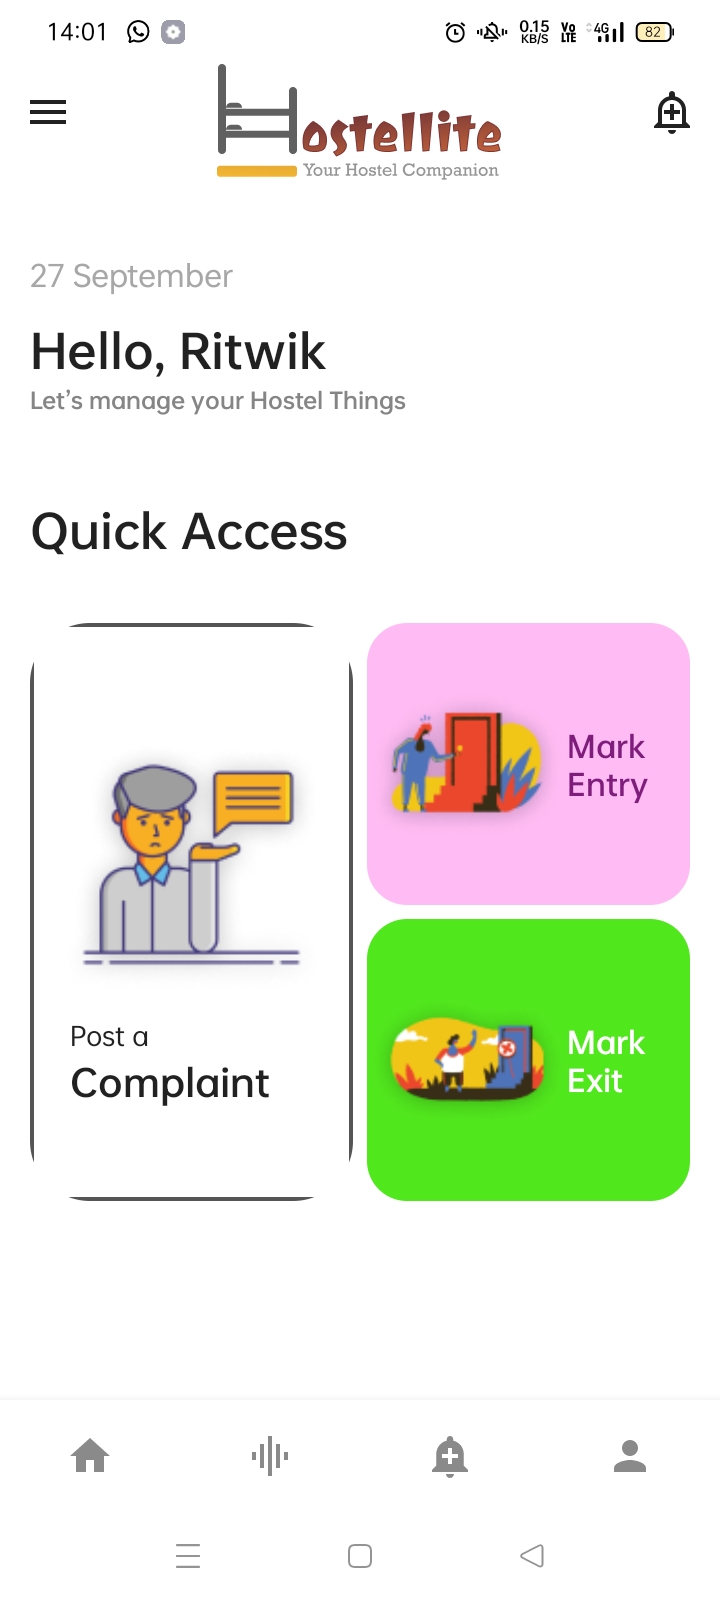 14:01
0.15
KB/S
Vo
LTE
4G
82
Hostellite
Your Hostel Companion
27 September
Hello, Ritwik
Let’s manage your Hostel Things
Quick Access
Post a
Complaint
Mark
Entry
Mark
Exit